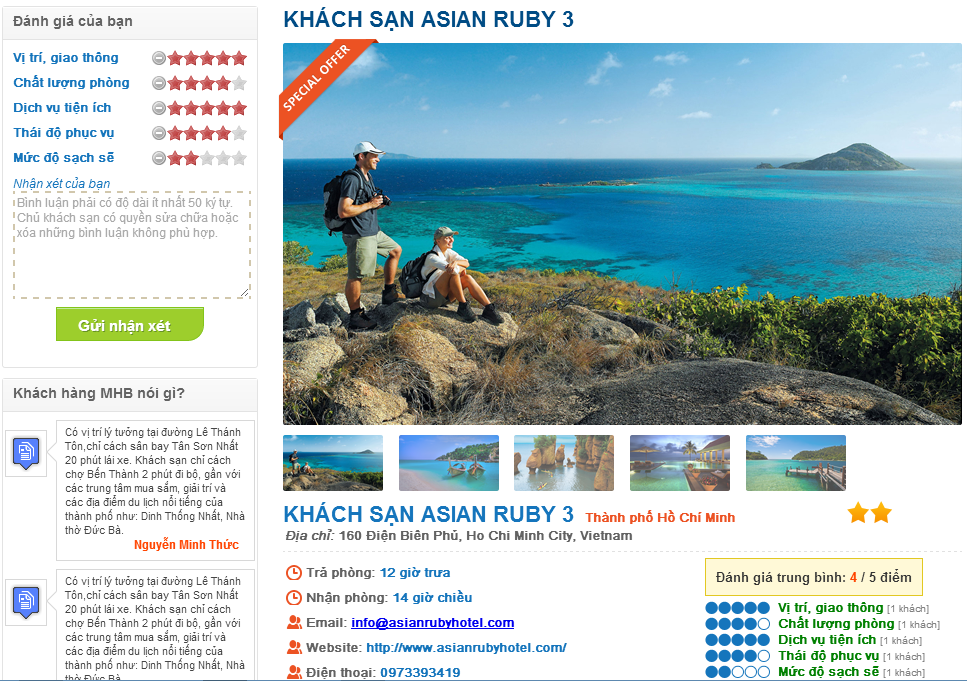 Đánh giá của bạn
Vị trí, giao thông
Chất lượng phòng
Dịch vụ tiện ích
Thái độ phục vụ
Mức độ sạch sẽ
Nhận xét của bạn
Bình luận phải có độ dài ít nhất 50 ký tự.
Chủ khách sạn có quyền sửa chữa hoặc
xóa những bình luận không phù hợp.
Gửi nhận xét
Khách hàng MHB nói gì?
Có vị trí lý tưởng tại đường Lê Thánh
Tôn,chỉ cách sân bay Tân Sơn Nhất
20 phút lái xe. Khách sạn chỉ cách
chợ Bến Thành 2 phút đi bộ, gần với
các trung tâm mua sắm, giải trí và
các địa điểm du lịch nổi tiếng của
thành phố như: Dinh Thống Nhất, Nhà
thờ Đức Bà.
Nguyễn Minh Thức
Có vị trí lý tưởng tại đường Lê Thánh
Tôn,chỉ cách sân bay Tân Sơn Nhất
20 phút lái xe. Khách sạn chỉ cách
chợ Bến Thành 2 phút đi bộ, gần với
các trung tâm mua sắm, giải trí và
các địa điểm du lịch nổi tiếng của
thành phố như: Dinh Thống Nhất, Nhà
thờ Đức Bà.
KHÁCH SẠN ASIAN RUBY 3
SPECIAL OFFER
KHÁCH SẠN ASIAN RUBY 3 Thành phố Hồ Chí Minh
Địa chỉ: 160 Điện Biên Phủ, Ho Chi Minh City, Vietnam
Trả phòng: 12 giờ trưa
Nhận phòng: 14 giờ chiều
Email: info@asianrubyhotel.com
Website: http://www.asianrubyhotel.com/
Điện thoại: 0973393419
Đánh giá trung bình: 4 / 5 điểm
Vị trí, giao thông [1 khách]
Chất lượng phòng [1 khách]
Dịch vụ tiện ích [1 khách]
Thái độ phục vụ [1 khách]
Mức độ sạch sẽ [1 khách]